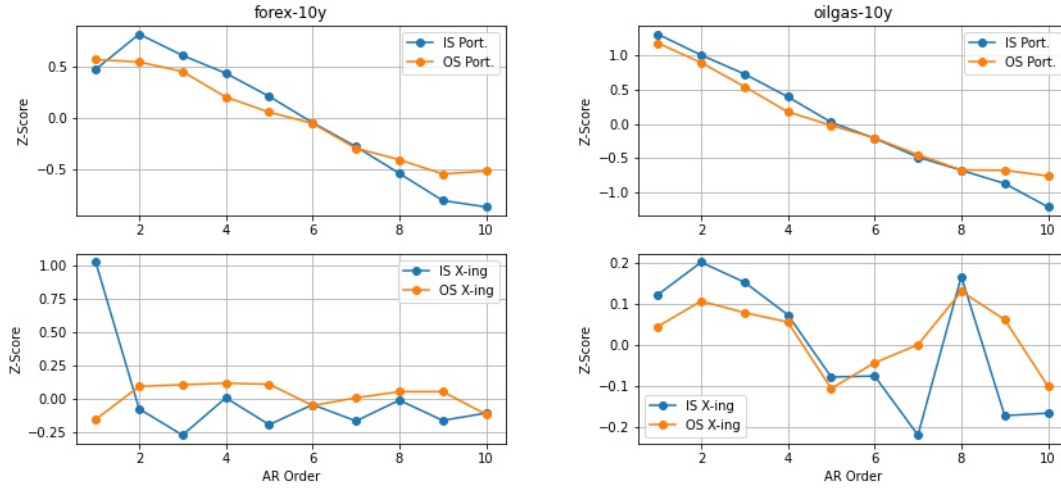 forex-10y
IS Port.
OS Port.
Z-Score
0.5
0.0
−0.5
2 4 6 8 10
oilgas-10y
IS Port.
OS Port.
Z-Score
1.0
0.5
0.0
−0.5
−1.0
2 4 6 8 10
IS X-ing
OS X-ing
Z-Score
1.00
0.75
0.50
0.25
0.00
−0.25
2 4 6 8 10
AR Order
IS X-ing
OS X-ing
Z-Score
0.2
0.1
0.0
−0.1
−0.2
2 4 6 8 10
AR Order